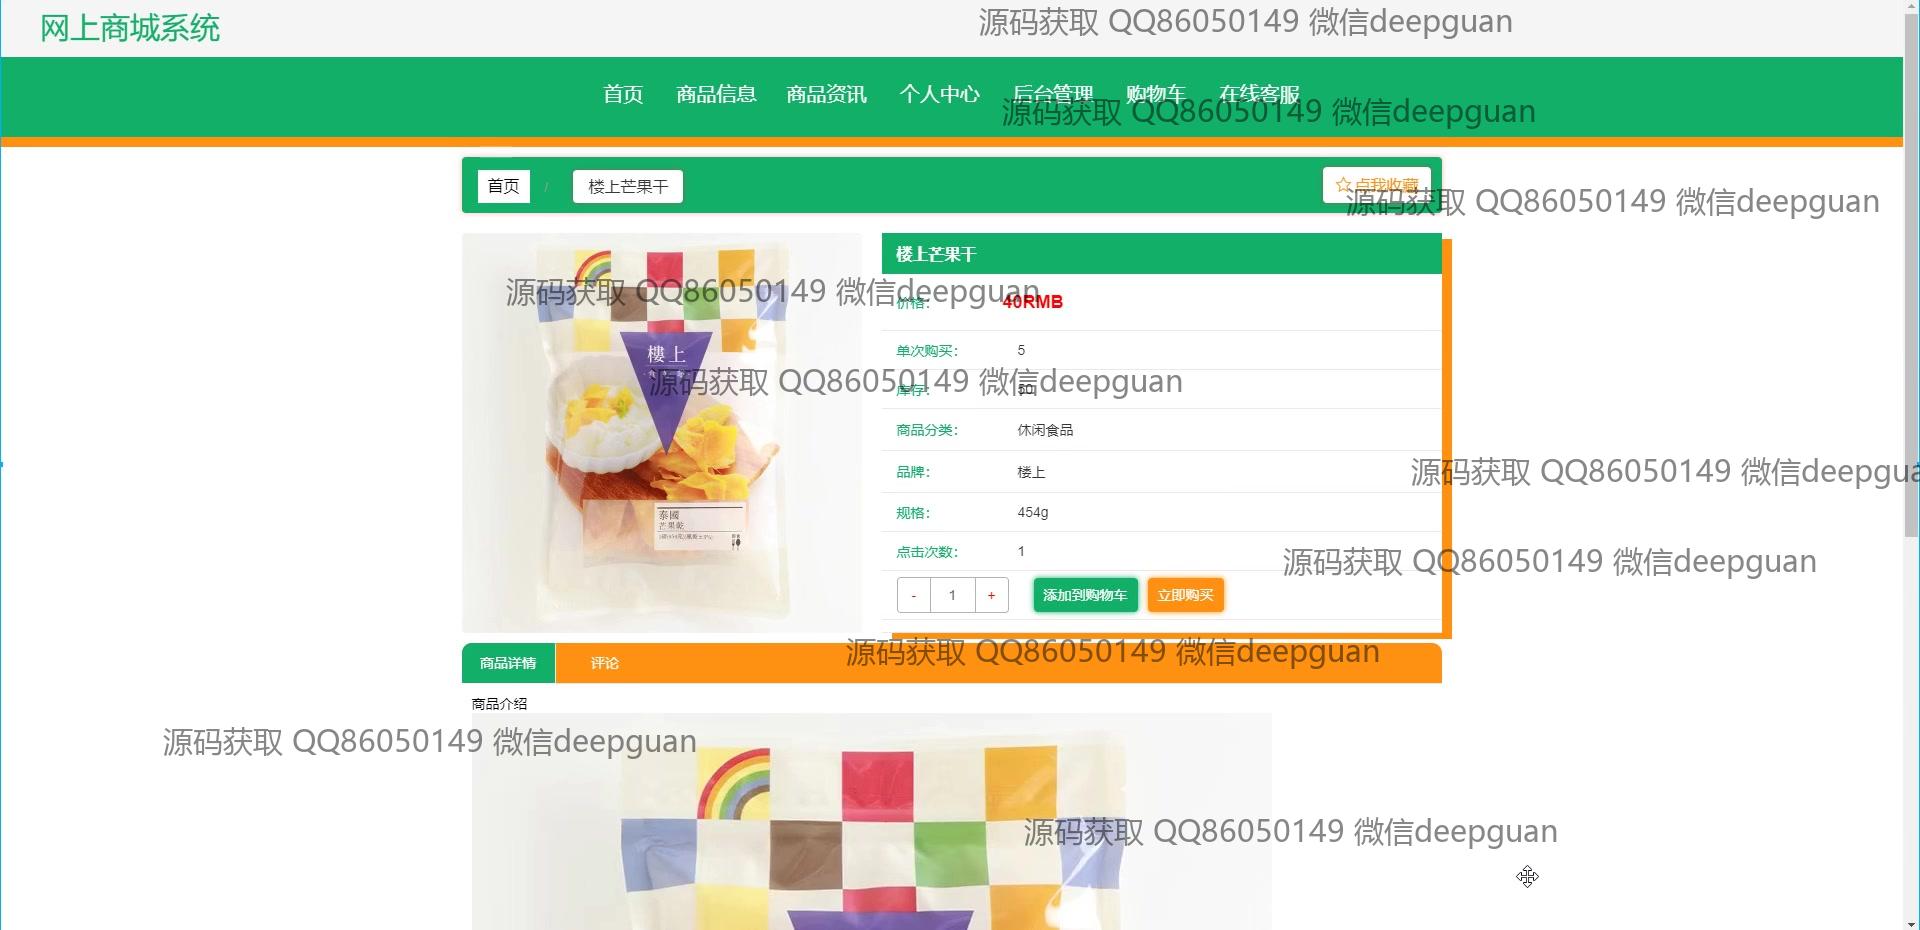 网上商城系统
源码获取 QQ86050149 微信deepguan
首页 商品信息 商品资讯 个人中心 后台管理 购物车 在线客服
源码获取 QQ86050149 微信deepguan
首页 / 楼上芒果干
☆ 点我收藏
源码获取 QQ86050149 微信deepguan
楼上芒果干
源码获取 QQ86050149 微信deepguan
价格: 40RMB
樓上
单次购买: 5
源码获取 QQ86050149 微信deepguan
库存:
商品分类: 休闲食品
品牌: 楼上
源码获取 QQ86050149 微信deepgua
规格: 454g
泰國
芒果乾
点击次数: 1
源码获取 QQ86050149 微信deepguan
- 1 + 添加到购物车 立即购买
源码获取 QQ86050149 微信deepguan
商品详情 评论
商品介绍
源码获取 QQ86050149 微信deepguan
源码获取 QQ86050149 微信deepguan